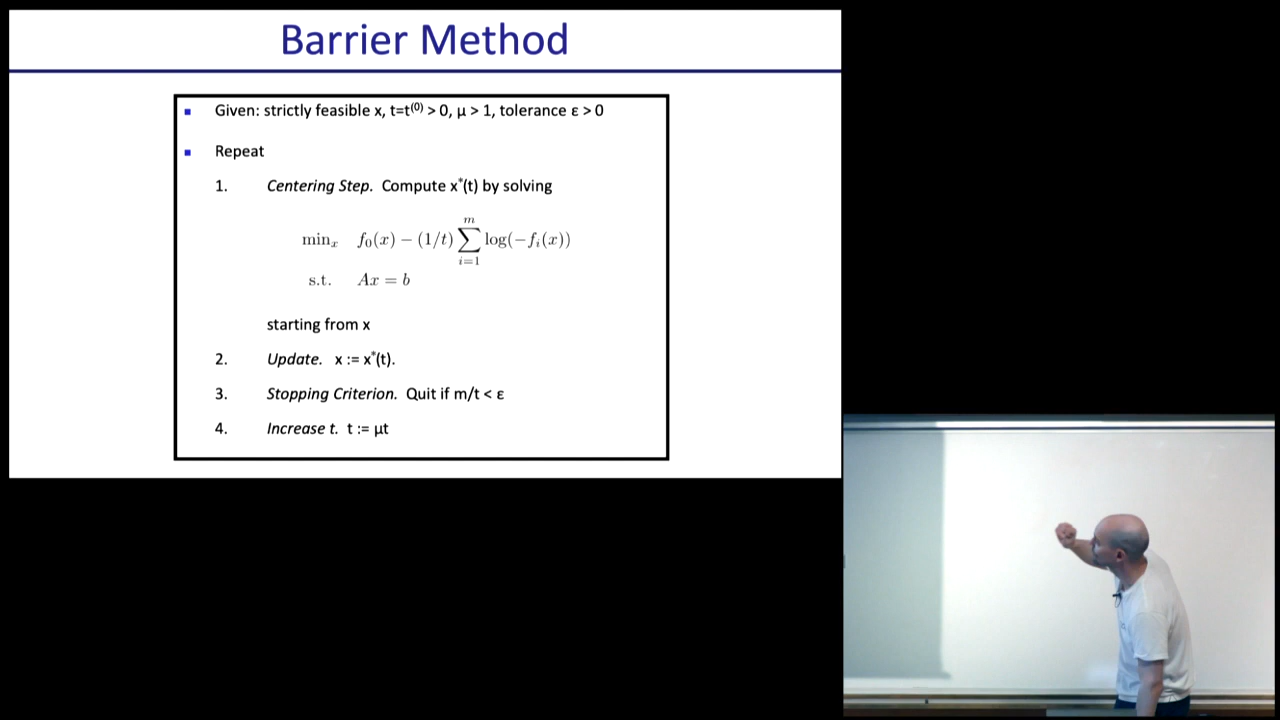 Barrier Method
▪ Given: strictly feasible x, t=t⁽⁰⁾ > 0, μ > 1, tolerance ε > 0
▪ Repeat
1. Centering Step. Compute x*(t) by solving
minₓ f₀(x) − (1/t) ∑ᵢ₌₁ᵐ log(−fᵢ(x))
s.t. Ax = b
starting from x
2. Update. x := x*(t).
3. Stopping Criterion. Quit if m/t < ε
4. Increase t. t := μt